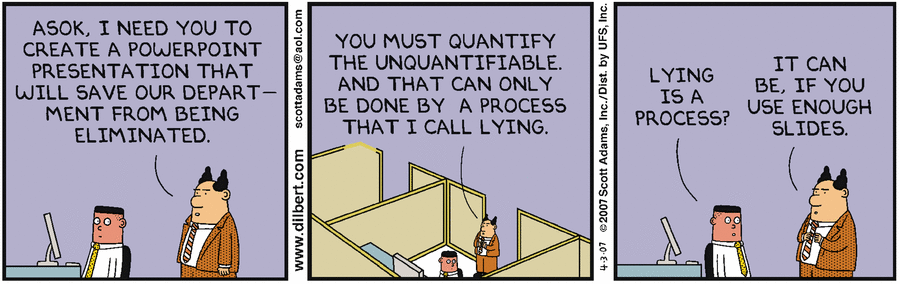 ASOK, I NEED YOU TO
CREATE A POWERPOINT
PRESENTATION THAT
WILL SAVE OUR DEPART-
MENT FROM BEING
ELIMINATED.
www.dilbert.com scottadams@aol.com
YOU MUST QUANTIFY
THE UNQUANTIFIABLE.
AND THAT CAN ONLY
BE DONE BY A PROCESS
THAT I CALL LYING.
4-3-07 ©2007 Scott Adams, Inc./Dist. by UFS, Inc.
LYING
IS A
PROCESS?
IT CAN
BE, IF YOU
USE ENOUGH
SLIDES.